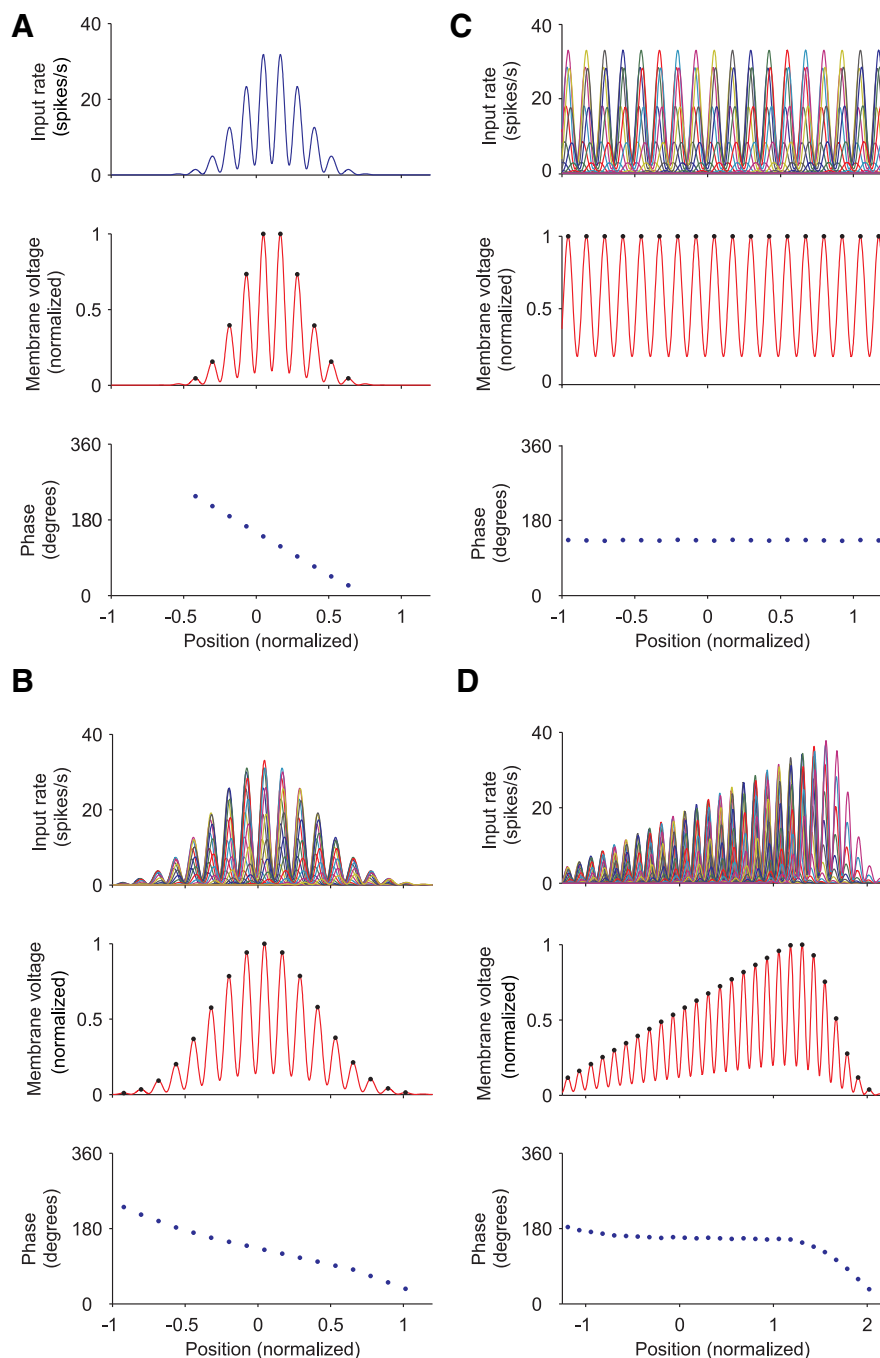 A
Input rate
(spikes/s)
40
20
0
Membrane voltage
(normalized)
1
0.5
0
Phase
(degrees)
360
180
0
-1 -0.5 0 0.5 1
Position (normalized)
C
Input rate
(spikes/s)
40
20
0
Membrane voltage
(normalized)
1
0.5
0
Phase
(degrees)
360
180
0
-1 -0.5 0 0.5 1
Position (normalized)
B
Input rate
(spikes/s)
40
20
0
Membrane voltage
(normalized)
1
0.5
0
Phase
(degrees)
360
180
0
-1 -0.5 0 0.5 1
Position (normalized)
D
Input rate
(spikes/s)
40
20
0
Membrane voltage
(normalized)
1
0.5
0
Phase
(degrees)
360
180
0
-1 0 1 2
Position (normalized)